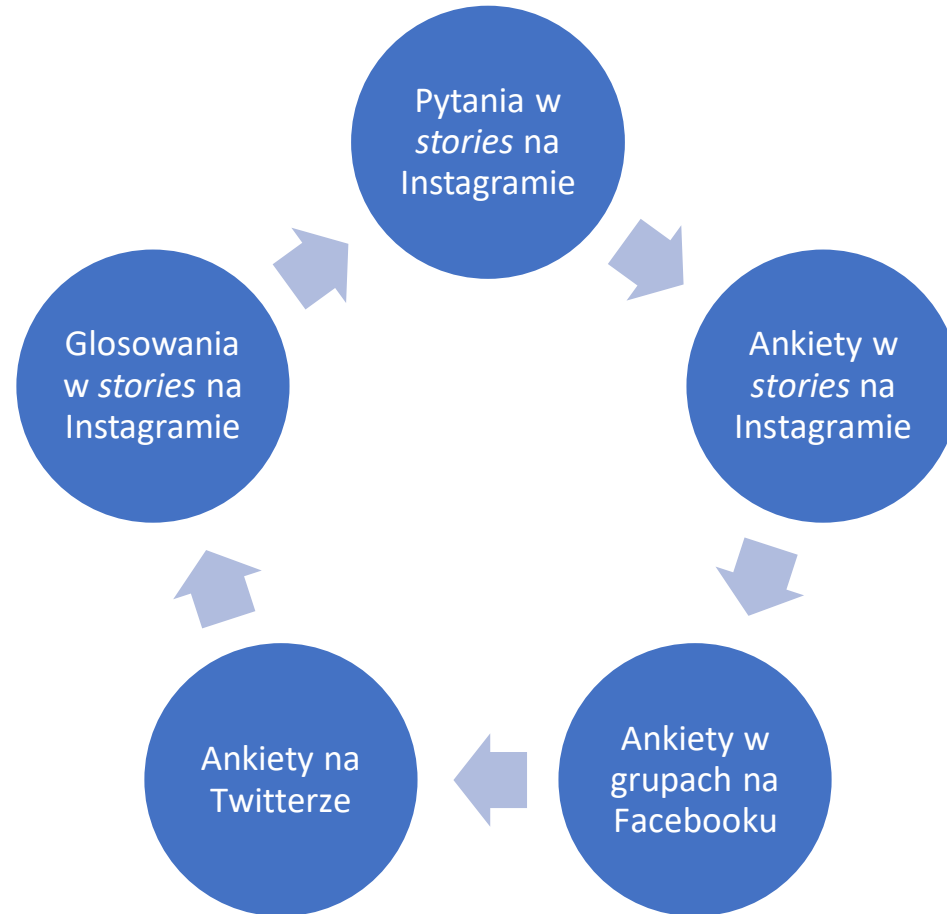 Pytania w
stories na
Instagramie
Ankiety w
stories na
Instagramie
Ankiety w
grupach na
Facebooku
Ankiety na
Twitterze
Glosowania
w stories na
Instagramie